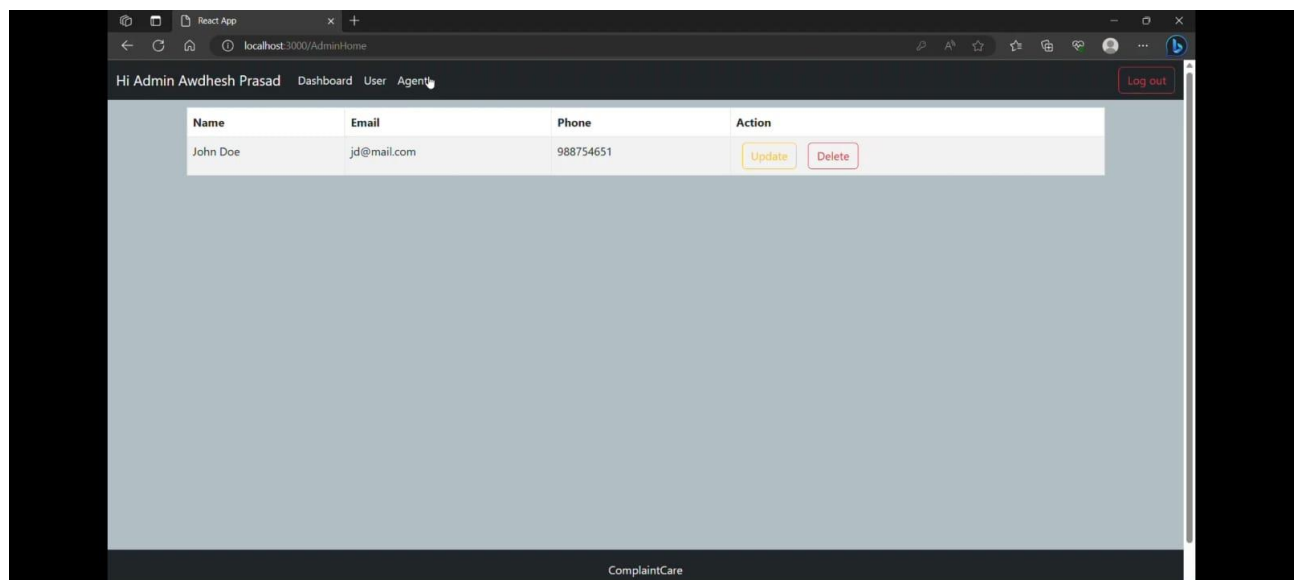 React App
localhost:3000/AdminHome
Hi Admin Awdhesh Prasad Dashboard User Agent Log out
Name Email Phone Action
John Doe jd@mail.com 988754651 Update Delete
ComplaintCare